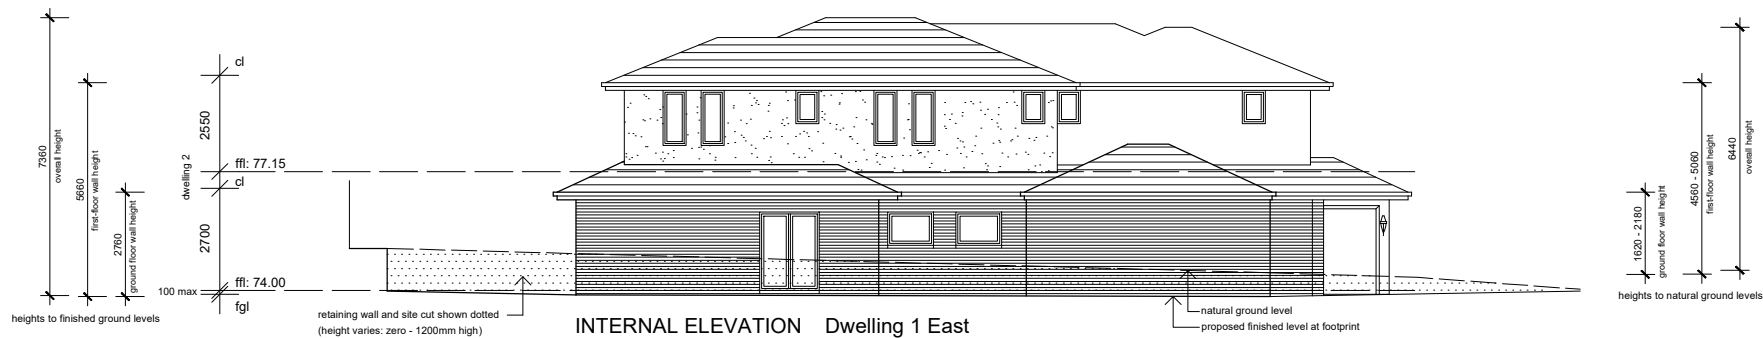 7360
overall height
5660
first-floor wall height
2760
ground floor wall height
heights to finished ground levels
dwelling 2
cl
2550
ffl: 77.15
cl
2700
ffl: 74.00
100 max
fgl
retaining wall and site cut shown dotted
(height varies: zero - 1200mm high)
INTERNAL ELEVATION Dwelling 1 East
natural ground level
proposed finished level at footprint
1620 - 2180
ground floor wall height
4560 - 5060
first-floor wall height
6440
overall height
heights to natural ground levels